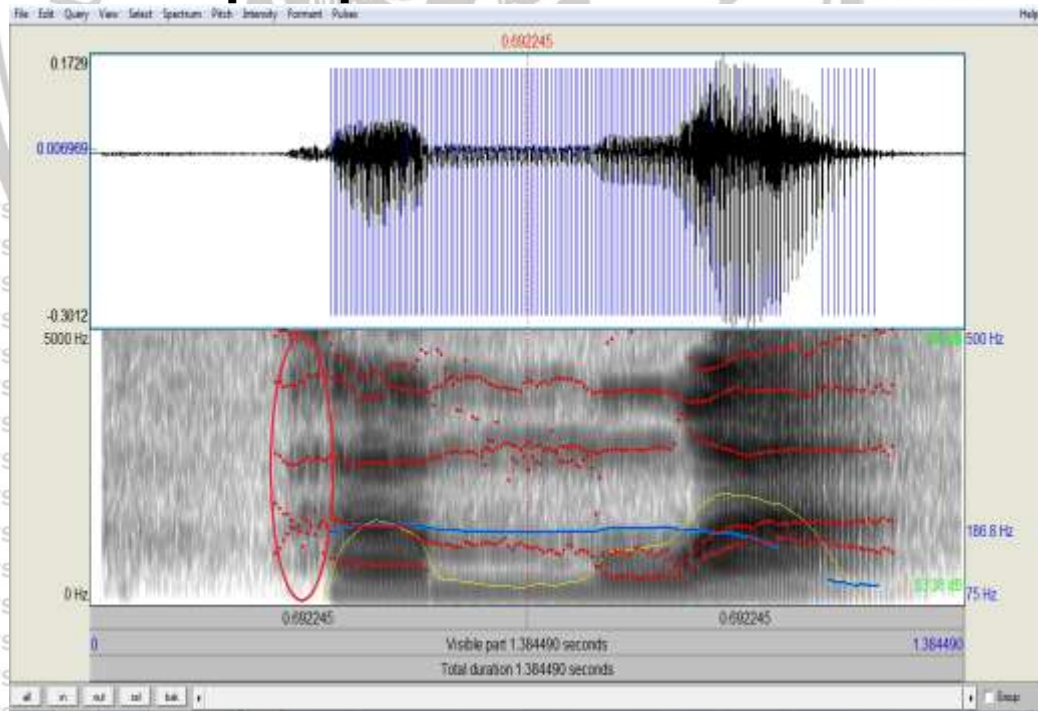 File Edit Query View Select Spectrum Pitch Intensity Formant Pulses Help
0.692245
0.1729
0.006969
-0.3012
5000 Hz
500 Hz
186.8 Hz
0 Hz
75 Hz
0.692245 0.692245
0 Visible part 1.384490 seconds 1.384490
Total duration 1.384490 seconds
all in out sel bak Group